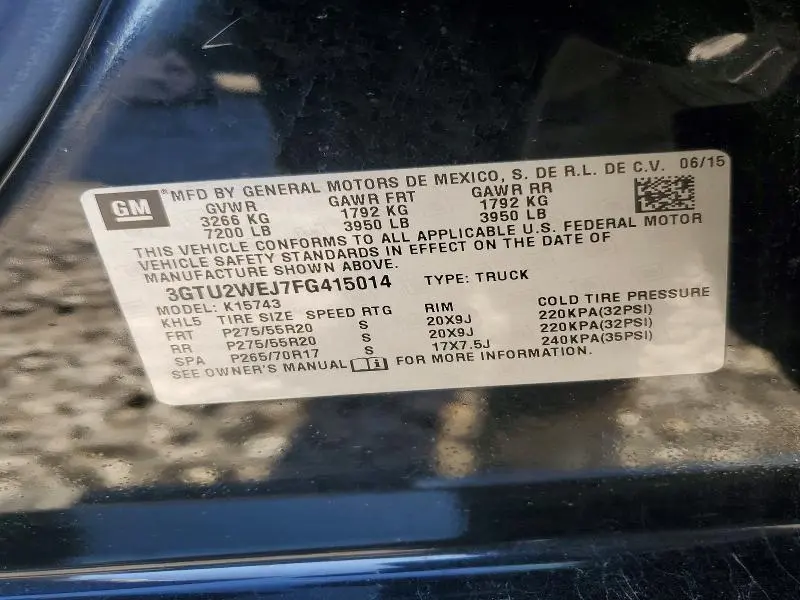 GM ® MFD BY GENERAL MOTORS DE MEXICO, S. DE R.L. DE C.V. 06/15
GVWR GAWR FRT GAWR RR
3266 KG 1792 KG 1792 KG
7200 LB 3950 LB 3950 LB
THIS VEHICLE CONFORMS TO ALL APPLICABLE U.S. FEDERAL MOTOR
VEHICLE SAFETY STANDARDS IN EFFECT ON THE DATE OF
MANUFACTURE SHOWN ABOVE.
3GTU2WEJ7FG415014 TYPE: TRUCK
MODEL: K15743
KHL5 TIRE SIZE SPEED RTG RIM COLD TIRE PRESSURE
FRT P275/55R20 S 20X9J 220KPA(32PSI)
RR P275/55R20 S 20X9J 220KPA(32PSI)
SPA P265/70R17 S 17X7.5J 240KPA(35PSI)
SEE OWNER'S MANUAL i FOR MORE INFORMATION.